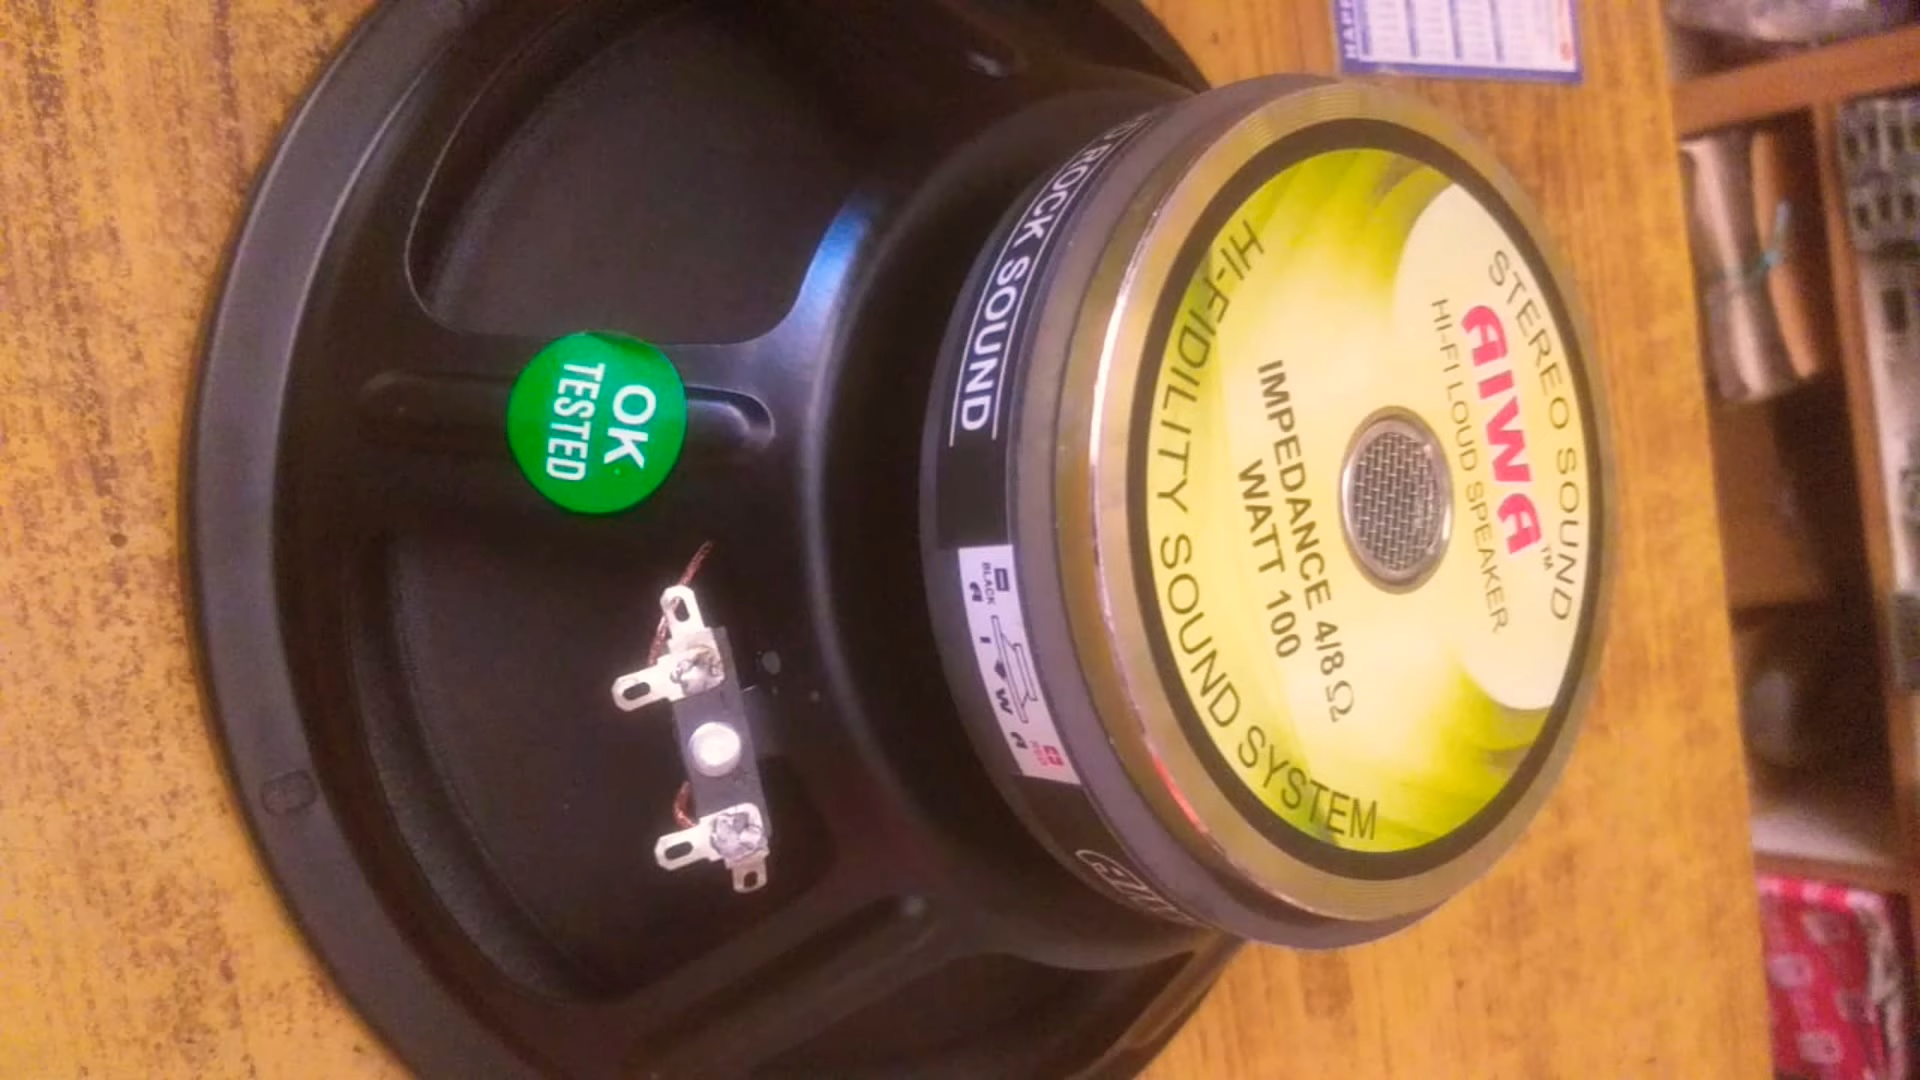 STEREO SOUND
AIWA™
HI-FI LOUD SPEAKER
IMPEDANCE 4/8 Ω
WATT 100
HI-FIDILITY SOUND SYSTEM
ROCK SOUND
BLACK
A I W A
RED
OK
TESTED